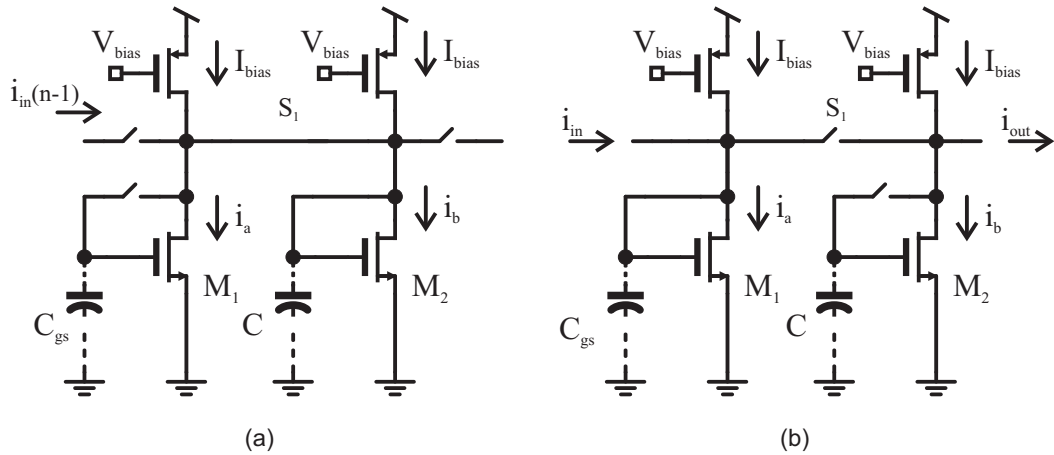 V_bias
I_bias
V_bias
I_bias
i_in(n-1)
S_1
i_a
i_b
M_1
M_2
C_gs
C
(a)
V_bias
I_bias
V_bias
I_bias
i_in
S_1
i_out
i_a
i_b
M_1
M_2
C_gs
C
(b)